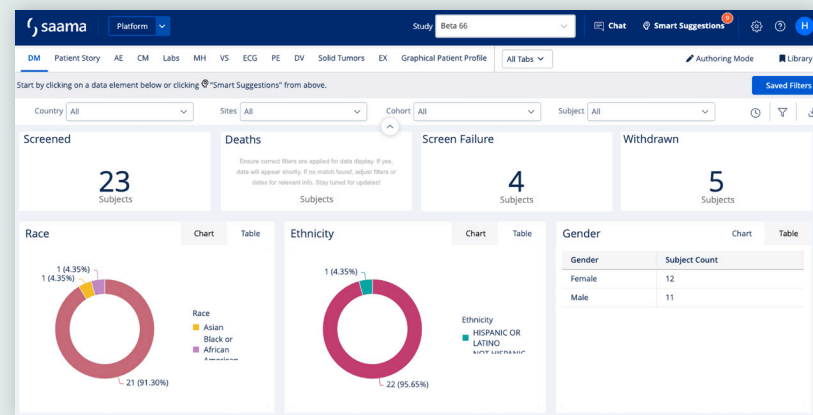 saama
Platform
Study Beta 66
Chat
Smart Suggestions
9
H
DM Patient Story AE CM Labs MH VS ECG PE DV Solid Tumors EX Graphical Patient Profile All Tabs
Authoring Mode
Library
Start by clicking on a data element below or clicking "Smart Suggestions" from above.
Saved Filters
Country All
Sites All
Cohort All
Subject All
Screened
23
Subjects
Deaths
Ensure correct filters are applied for data display. If yes,
data will appear shortly. If no match found, adjust filters or
dates for relevant info. Stay tuned for updates!
Subjects
Screen Failure
4
Subjects
Withdrawn
5
Subjects
Race
Chart Table
1 (4.35%)
1 (4.35%)
21 (91.30%)
Race
Asian
Black or
African
American
Ethnicity
Chart Table
1 (4.35%)
22 (95.65%)
Ethnicity
HISPANIC OR
LATINO
NOT HISPANIC
Gender
Chart Table
Gender Subject Count
Female 12
Male 11